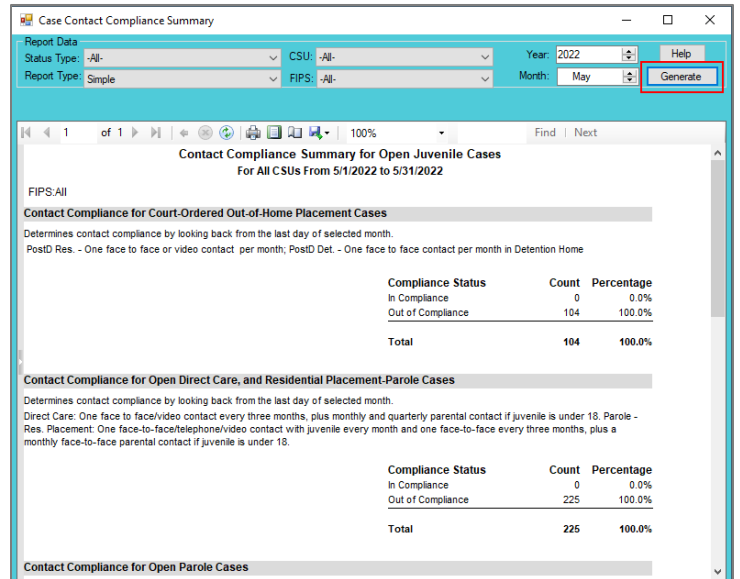 Case Contact Compliance Summary
Report Data
Status Type: -All- CSU: -All- Year: 2022 Help
Report Type: Simple FIPS: -All- Month: May Generate
1 of 1 100% Find | Next
Contact Compliance Summary for Open Juvenile Cases
For All CSUs From 5/1/2022 to 5/31/2022
FIPS:All
Contact Compliance for Court-Ordered Out-of-Home Placement Cases
Determines contact compliance by looking back from the last day of selected month.
PostD Res. - One face to face or video contact per month; PostD Det. - One face to face contact per month in Detention Home
Compliance Status Count Percentage
In Compliance 0 0.0%
Out of Compliance 104 100.0%
Total 104 100.0%
Contact Compliance for Open Direct Care, and Residential Placement-Parole Cases
Determines contact compliance by looking back from the last day of selected month.
Direct Care: One face to face/video contact every three months, plus monthly and quarterly parental contact if juvenile is under 18. Parole -
Res. Placement: One face-to-face/telephone/video contact with juvenile every month and one face-to-face every three months, plus a
monthly face-to-face parental contact if juvenile is under 18.
Compliance Status Count Percentage
In Compliance 0 0.0%
Out of Compliance 225 100.0%
Total 225 100.0%
Contact Compliance for Open Parole Cases